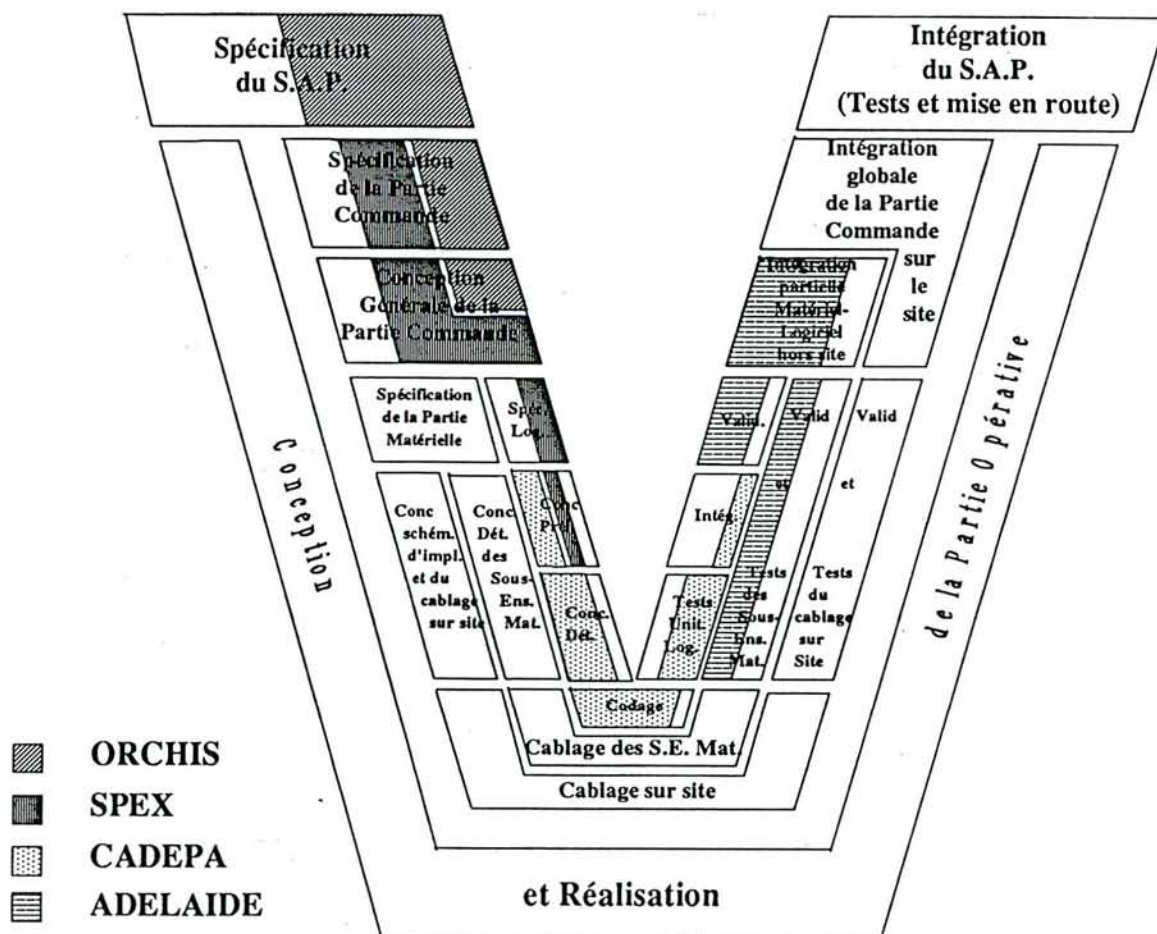 Spécification
du S.A.P.
Intégration
du S.A.P.
(Tests et mise en route)
Spécification
de la Partie
Commande
Intégration
globale
de la Partie
Commande
sur
le
site
Conception
Générale de la
Partie Commande
Intégration
partielle
Matériel-
Logiciel
hors site
Spécification
de la Partie
Matérielle
Spéc.
Log.
Valid.
Valid
et
Valid
et
Conc
schém.
d'impl.
et du
cablage
sur site
Conc.
Dét.
des
Sous-
Ens.
Mat.
Conc
Intég.
Conc.
Dét.
Tests
Unit.
Log.
Tests
des
Sous-
Ens.
Mat.
Tests
du
cablage
sur
Site
Codage
Cablage des S.E. Mat.
Cablage sur site
Conception
et Réalisation
de la Partie Opérative
ORCHIS
SPEX
CADEPA
ADELAIDE